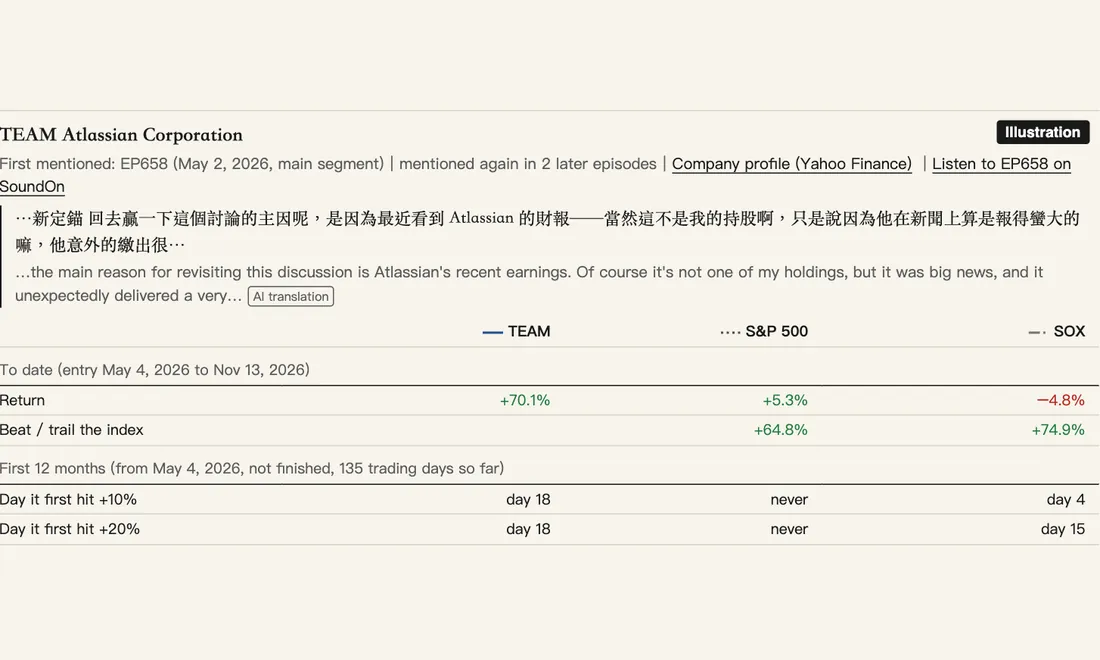 TEAM Atlassian Corporation
Illustration
First mentioned: EP658 (May 2, 2026, main segment) | mentioned again in 2 later episodes | Company profile (Yahoo Finance) | Listen to EP658 on
SoundOn
…新定錨 回去贏一下這個討論的主因呢，是因為最近看到 Atlassian 的財報——當然這不是我的持股啊，只是說因為他在新聞上算是報得蠻大的
嘛，他意外的繳出很…
…the main reason for revisiting this discussion is Atlassian's recent earnings. Of course it's not one of my holdings, but it was big news, and it
unexpectedly delivered a very… AI translation
TEAM S&P 500 SOX
To date (entry May 4, 2026 to Nov 13, 2026)
Return +70.1% +5.3% −4.8%
Beat / trail the index +64.8% +74.9%
First 12 months (from May 4, 2026, not finished, 135 trading days so far)
Day it first hit +10% day 18 never day 4
Day it first hit +20% day 18 never day 15